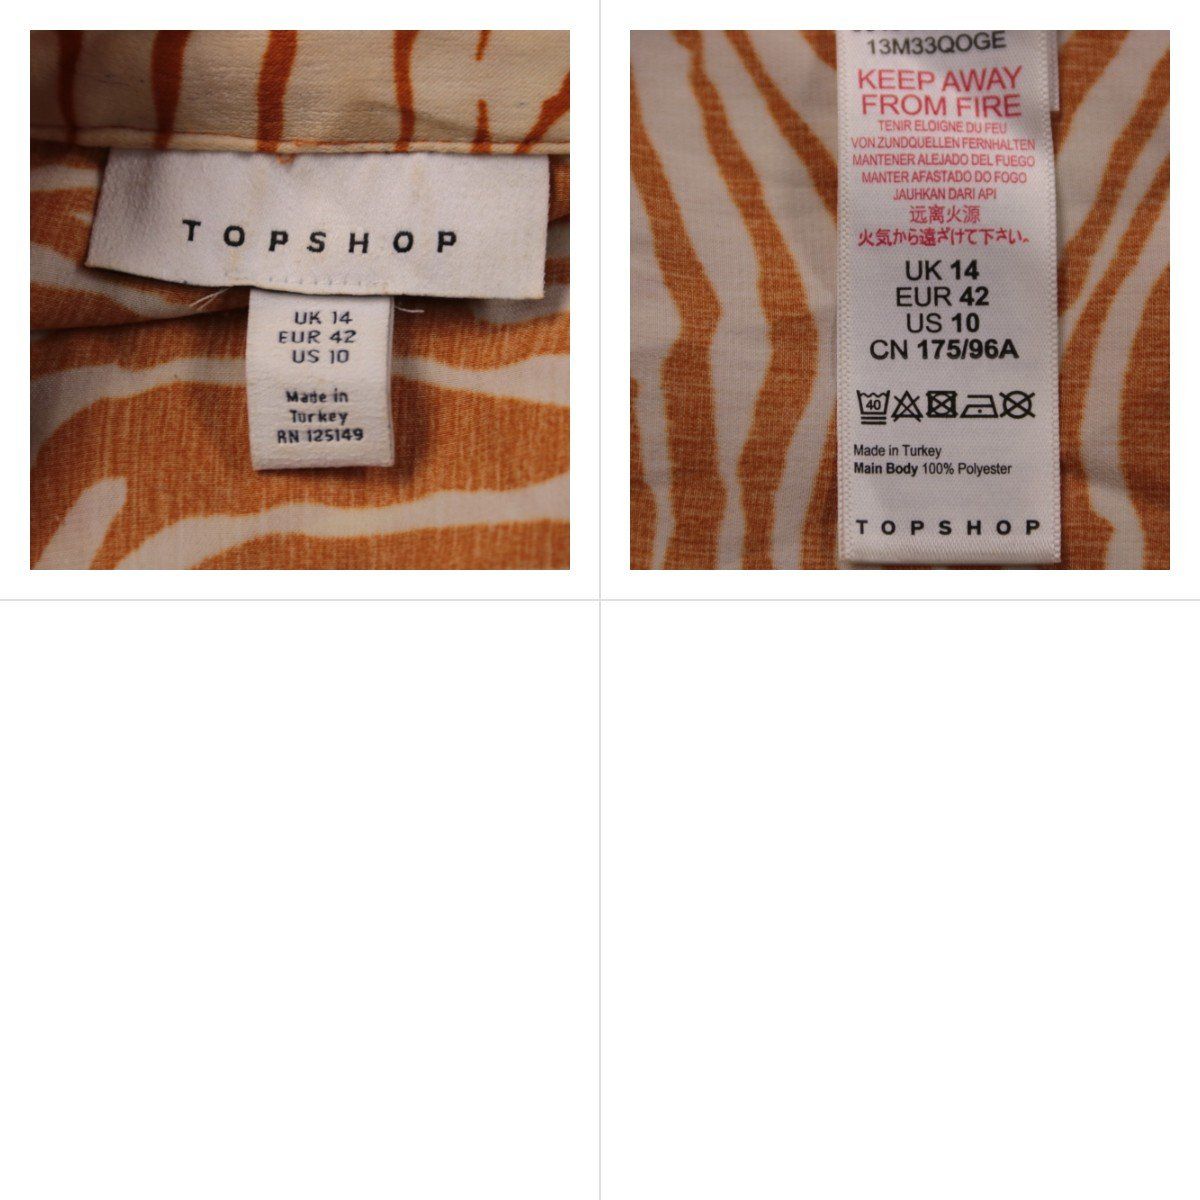 TOPSHOP
UK 14
EUR 42
US 10
Made in
Turkey
RN 125149
13M33QOGE
KEEP AWAY
FROM FIRE
TENIR ELOIGNE DU FEU
VON ZUNDQUELLEN FERNHALTEN
MANTENER ALEJADO DEL FUEGO
MANTER AFASTADO DO FOGO
JAUHKAN DARI API
远离火源
火気から遠ざけて下さい。
UK 14
EUR 42
US 10
CN 175/96A
40
Made in Turkey
Main Body 100% Polyester
TOPSHOP